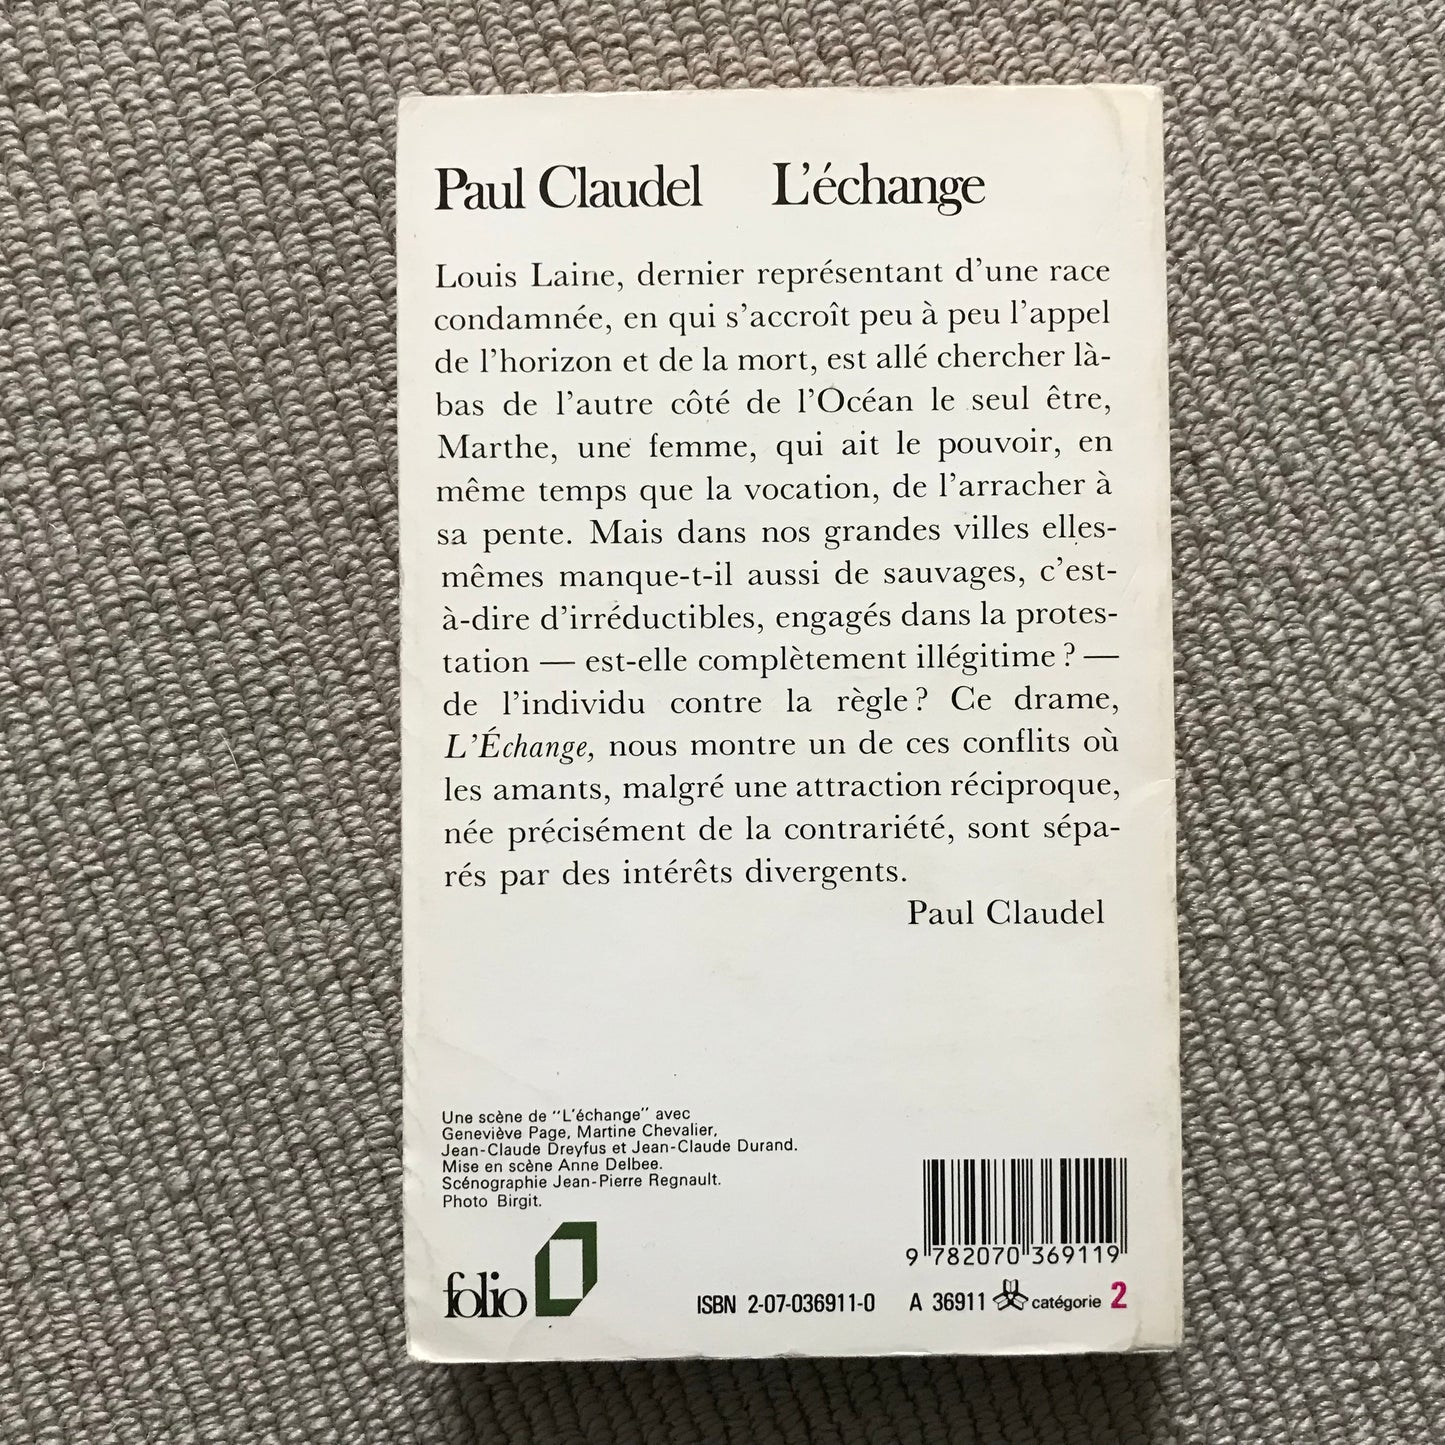 Paul Claudel L'échange
Louis Laine, dernier représentant d'une race
condamnée, en qui s'accroît peu à peu l'appel
de l'horizon et de la mort, est allé chercher là-
bas de l'autre côté de l'Océan le seul être,
Marthe, une femme, qui ait le pouvoir, en
même temps que la vocation, de l'arracher à
sa pente. Mais dans nos grandes villes elles-
mêmes manque-t-il aussi de sauvages, c'est-
à-dire d'irréductibles, engagés dans la protes-
tation — est-elle complètement illégitime ? —
de l'individu contre la règle ? Ce drame,
L'Échange, nous montre un de ces conflits où
les amants, malgré une attraction réciproque,
née précisément de la contrariété, sont sépa-
rés par des intérêts divergents.
Paul Claudel
Une scène de "L'échange" avec
Geneviève Page, Martine Chevalier,
Jean-Claude Dreyfus et Jean-Claude Durand.
Mise en scène Anne Delbee.
Scénographie Jean-Pierre Regnault.
Photo Birgit.
folio
9 782070 369119
ISBN 2-07-036911-0 A 36911 catégorie 2